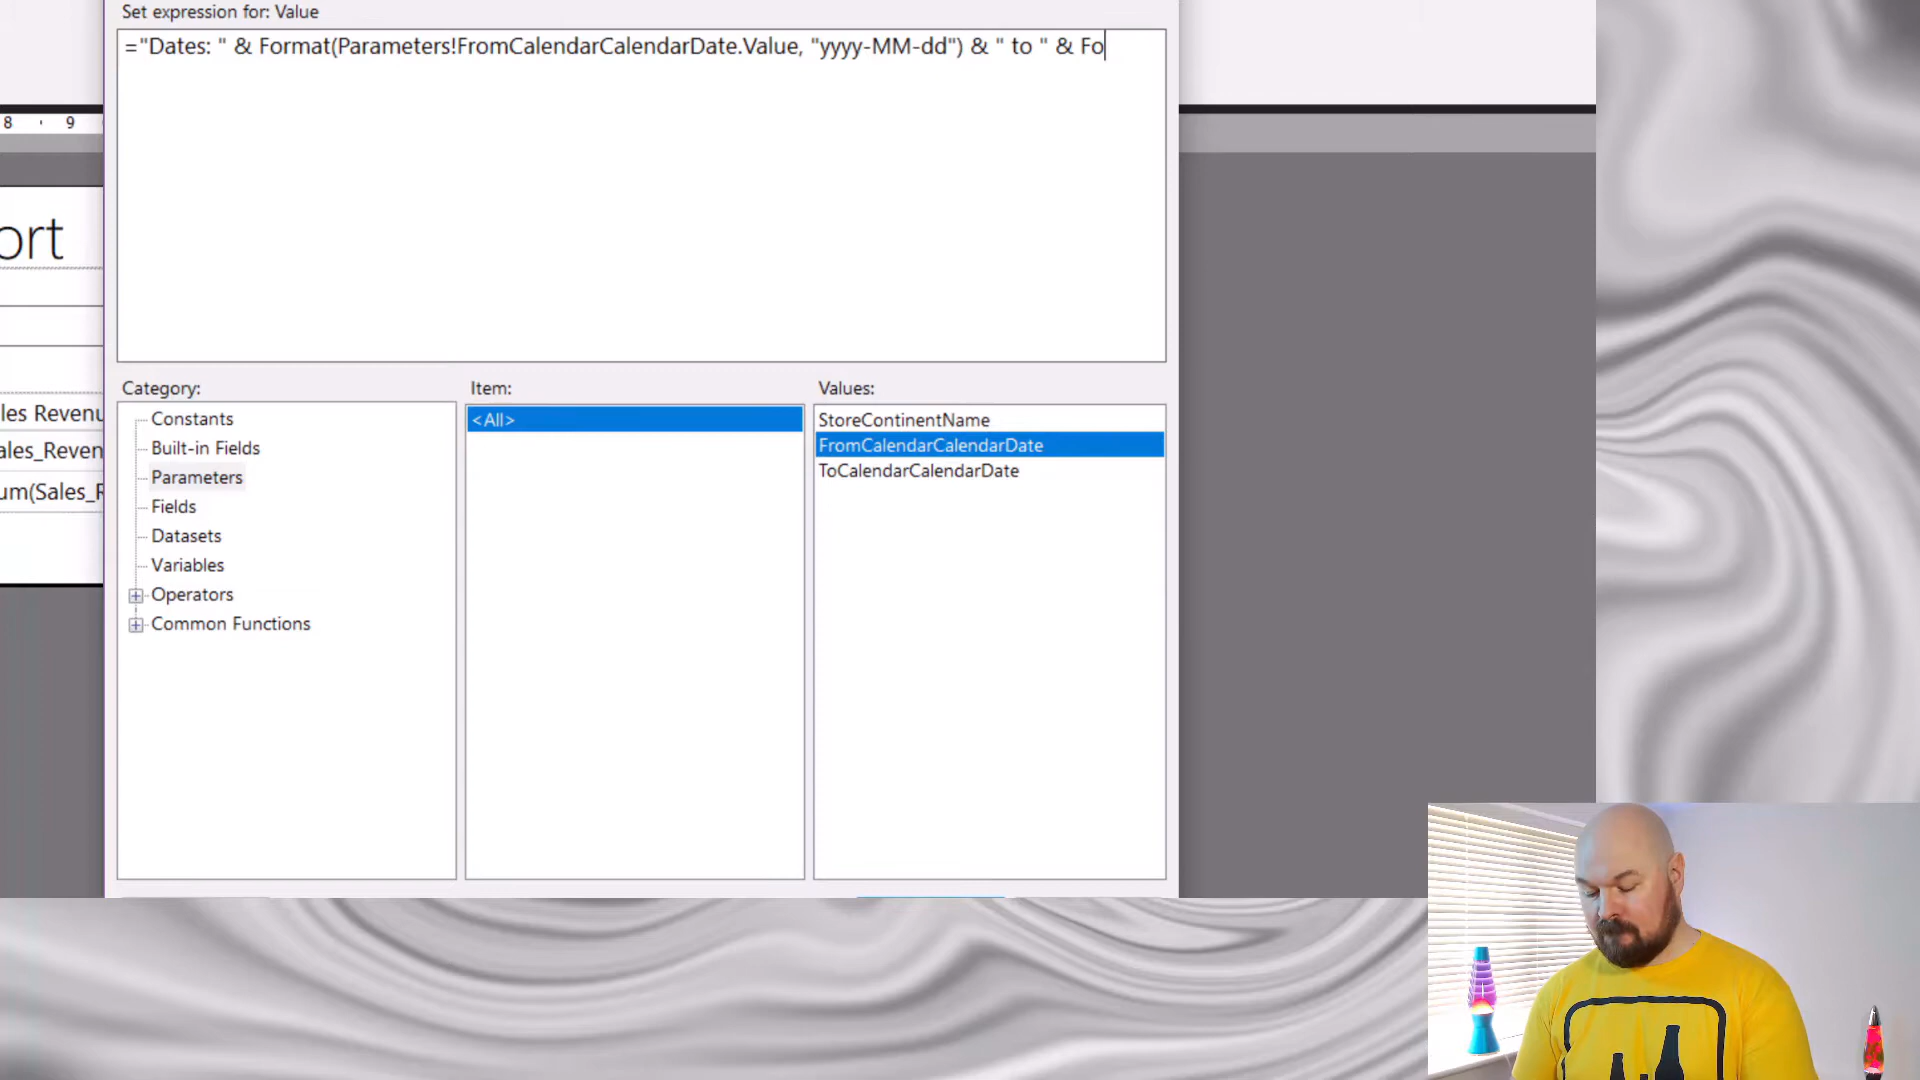 Set expression for: Value
="Dates: " & Format(Parameters!FromCalendarCalendarDate.Value, "yyyy-MM-dd") & " to " & Fo
8 9
ort
les Revenu
ales_Reven
um(Sales_R
Category:
Constants
Built-in Fields
Parameters
Fields
Datasets
Variables
Operators
Common Functions
Item:
<All>
Values:
StoreContinentName
FromCalendarCalendarDate
ToCalendarCalendarDate